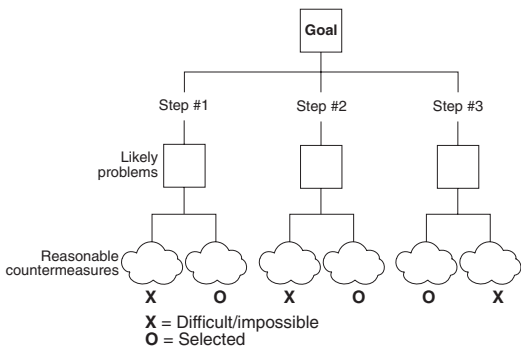 Goal
Step #1 Step #2 Step #3
Likely
problems
Reasonable
countermeasures
X O X O O X
X = Difficult/impossible
O = Selected